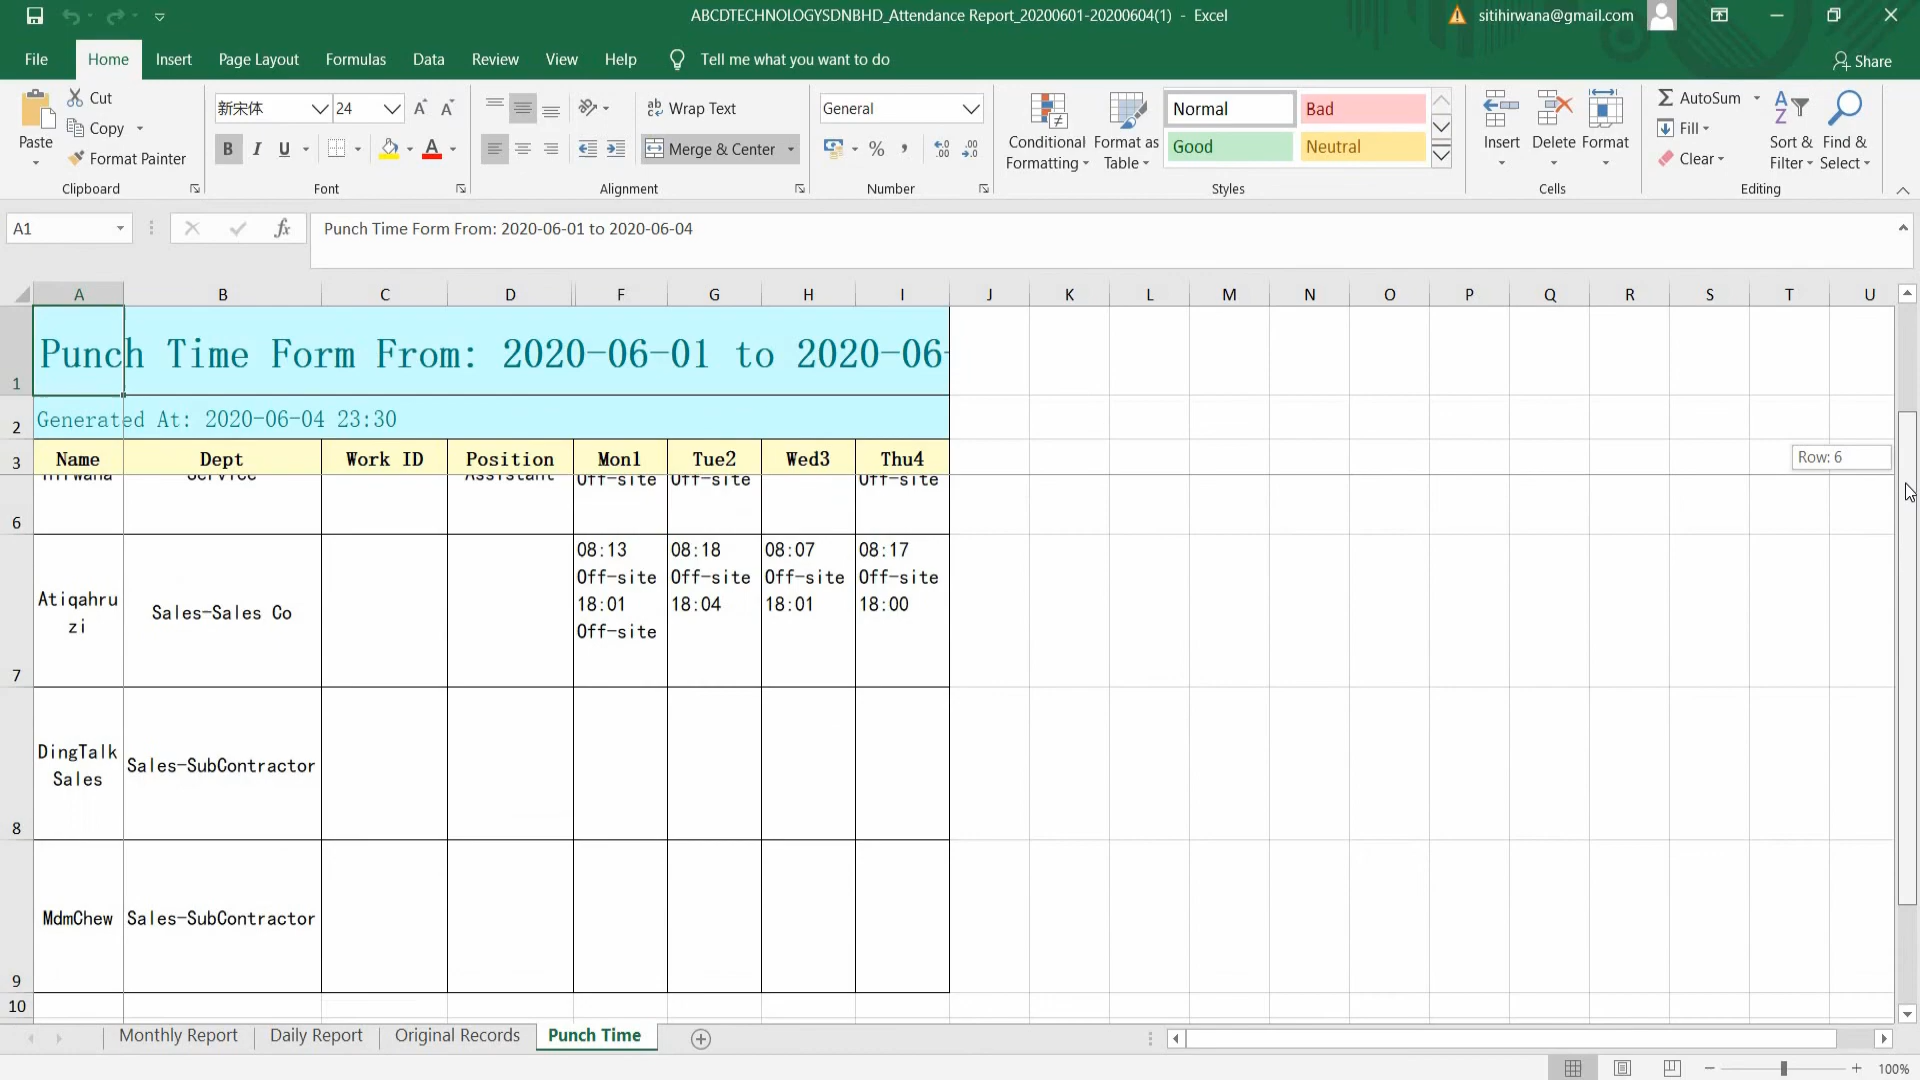 ABCDTECHNOLOGYSDNBHD_Attendance Report_20200601-20200604(1) - Excel
sitihirwana@gmail.com
File Home Insert Page Layout Formulas Data Review View Help Tell me what you want to do Share
Paste
Cut
Copy
Format Painter
Clipboard
新宋体 24
B I U
Font
Wrap Text
Merge & Center
Alignment
General
%
Number
Conditional Formatting
Format as Table
Normal Bad
Good Neutral
Styles
Insert Delete Format
Cells
AutoSum
Fill
Clear
Sort & Filter
Find & Select
Editing
A1 fx Punch Time Form From: 2020-06-01 to 2020-06-04
A B C D F G H I J K L M N O P Q R S T U
1 Punch Time Form From: 2020-06-01 to 2020-06-
2 Generated At: 2020-06-04 23:30
3 Name Dept Work ID Position Mon1 Tue2 Wed3 Thu4
Row: 6
6 Hirwana Service Assistant Off-site Off-site Off-site
08:13 08:18 08:07 08:17
Off-site Off-site Off-site Off-site
Atiqahru
zi
Sales-Sales Co
18:01 18:04 18:01 18:00
Off-site
7
DingTalk
Sales
Sales-SubContractor
8
MdmChew Sales-SubContractor
9
10
Monthly Report Daily Report Original Records Punch Time
100%